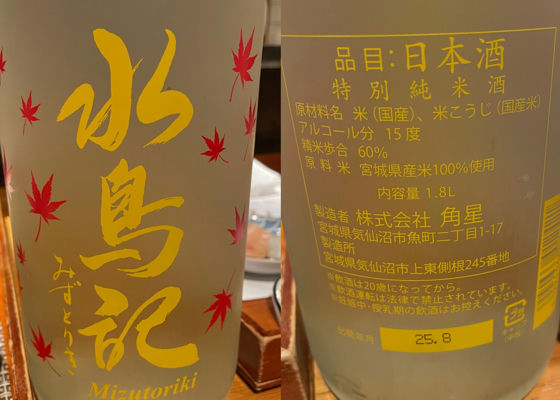 水鳥記
みずとりき
Mizutoriki
品目:日本酒
特別純米酒
原材料名 米(国産)、米こうじ(国産米)
アルコール分 15度
精米歩合 60%
原料米 宮城県産米100%使用
内容量 1.8L
製造者 株式会社 角星
宮城県気仙沼市魚町二丁目1-17
製造所
宮城県気仙沼市上東側根245番地
※飲酒は20歳になってから。
※飲酒運転は法律で禁止されています。
※妊娠中・授乳期の飲酒はお控えください。
出荷年月 25.8